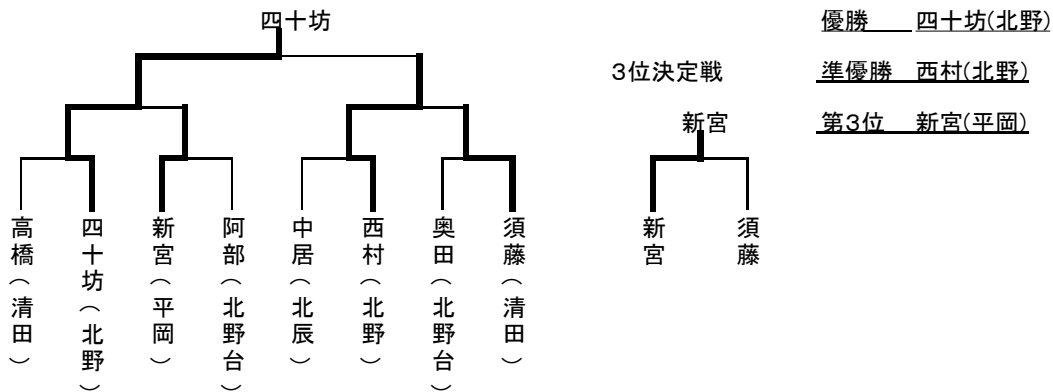 四十坊
優勝 四十坊(北野)
3位決定戦
準優勝 西村(北野)
新宮
第3位 新宮(平岡)
高橋(清田)
四十坊(北野)
新宮(平岡)
阿部(北野台)
中居(北辰)
西村(北野)
奥田(北野台)
須藤(清田)
新宮
須藤